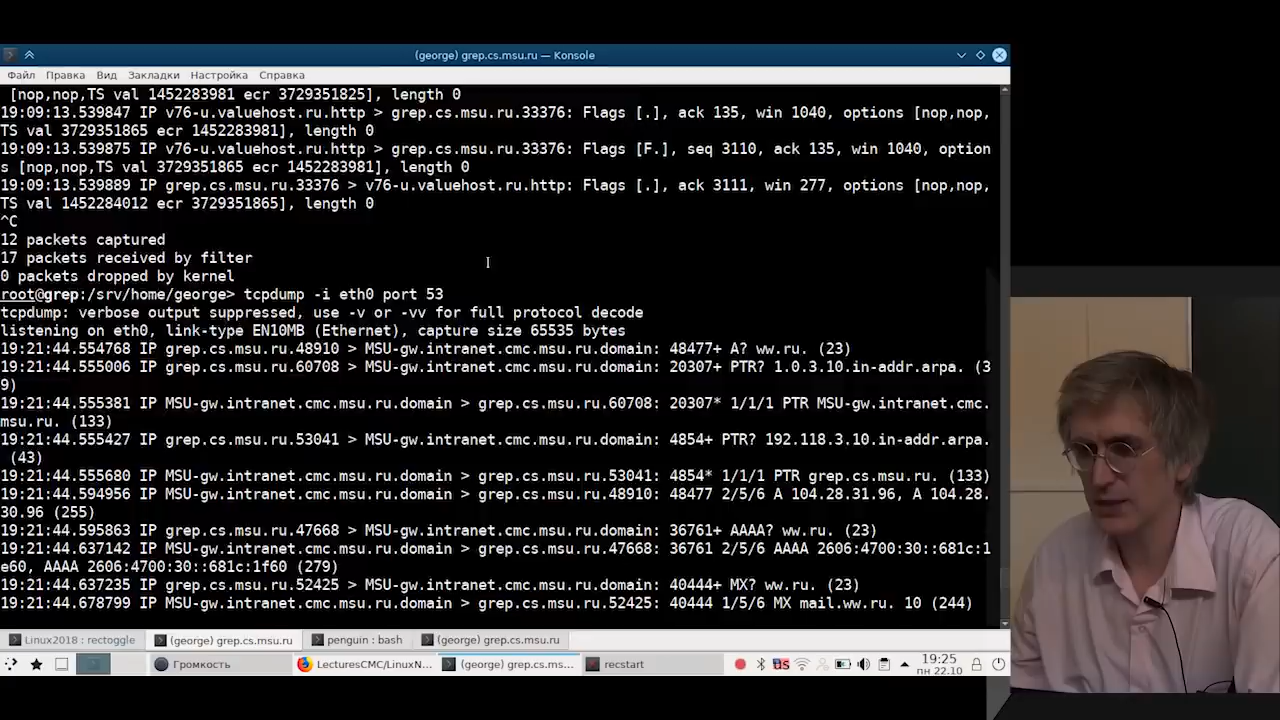 (george) grep.cs.msu.ru — Konsole
Файл Правка Вид Закладки Настройка Справка
[nop,nop,TS val 1452283981 ecr 3729351825], length 0
19:09:13.539847 IP v76-u.valuehost.ru.http > grep.cs.msu.ru.33376: Flags [.], ack 135, win 1040, options [nop,nop,
TS val 3729351865 ecr 1452283981], length 0
19:09:13.539875 IP v76-u.valuehost.ru.http > grep.cs.msu.ru.33376: Flags [F.], seq 3110, ack 135, win 1040, option
s [nop,nop,TS val 3729351865 ecr 1452283981], length 0
19:09:13.539889 IP grep.cs.msu.ru.33376 > v76-u.valuehost.ru.http: Flags [.], ack 3111, win 277, options [nop,nop,
TS val 1452284012 ecr 3729351865], length 0
^C
12 packets captured
17 packets received by filter
0 packets dropped by kernel
root@grep:/srv/home/george> tcpdump -i eth0 port 53
tcpdump: verbose output suppressed, use -v or -vv for full protocol decode
listening on eth0, link-type EN10MB (Ethernet), capture size 65535 bytes
19:21:44.554768 IP grep.cs.msu.ru.48910 > MSU-gw.intranet.cmc.msu.ru.domain: 48477+ A? ww.ru. (23)
19:21:44.555006 IP grep.cs.msu.ru.60708 > MSU-gw.intranet.cmc.msu.ru.domain: 20307+ PTR? 1.0.3.10.in-addr.arpa. (3
9)
19:21:44.555381 IP MSU-gw.intranet.cmc.msu.ru.domain > grep.cs.msu.ru.60708: 20307* 1/1/1 PTR MSU-gw.intranet.cmc.
msu.ru. (133)
19:21:44.555427 IP grep.cs.msu.ru.53041 > MSU-gw.intranet.cmc.msu.ru.domain: 4854+ PTR? 192.118.3.10.in-addr.arpa.
(43)
19:21:44.555680 IP MSU-gw.intranet.cmc.msu.ru.domain > grep.cs.msu.ru.53041: 4854* 1/1/1 PTR grep.cs.msu.ru. (133)
19:21:44.594956 IP MSU-gw.intranet.cmc.msu.ru.domain > grep.cs.msu.ru.48910: 48477 2/5/6 A 104.28.31.96, A 104.28.
30.96 (255)
19:21:44.595863 IP grep.cs.msu.ru.47668 > MSU-gw.intranet.cmc.msu.ru.domain: 36761+ AAAA? ww.ru. (23)
19:21:44.637142 IP MSU-gw.intranet.cmc.msu.ru.domain > grep.cs.msu.ru.47668: 36761 2/5/6 AAAA 2606:4700:30::681c:1
e60, AAAA 2606:4700:30::681c:1f60 (279)
19:21:44.637235 IP grep.cs.msu.ru.52425 > MSU-gw.intranet.cmc.msu.ru.domain: 40444+ MX? ww.ru. (23)
19:21:44.678799 IP MSU-gw.intranet.cmc.msu.ru.domain > grep.cs.msu.ru.52425: 40444 1/5/6 MX mail.ww.ru. 10 (244)
Linux2018 : rectoggle (george) grep.cs.msu.ru penguin : bash (george) grep.cs.msu.ru
Громкость LecturesCMC/LinuxN... (george) grep.cs.ms... recstart US 19:25
пн 22.10